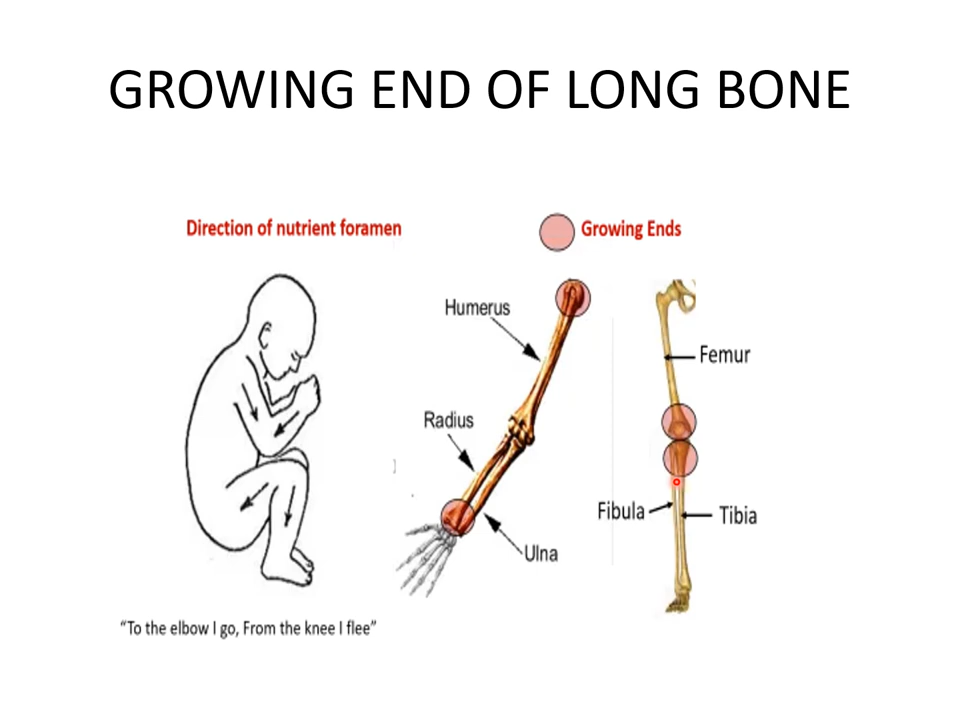 GROWING END OF LONG BONE
Direction of nutrient foramen
Growing Ends
Humerus
Radius
Ulna
Femur
Fibula
Tibia
“To the elbow I go, From the knee I flee”